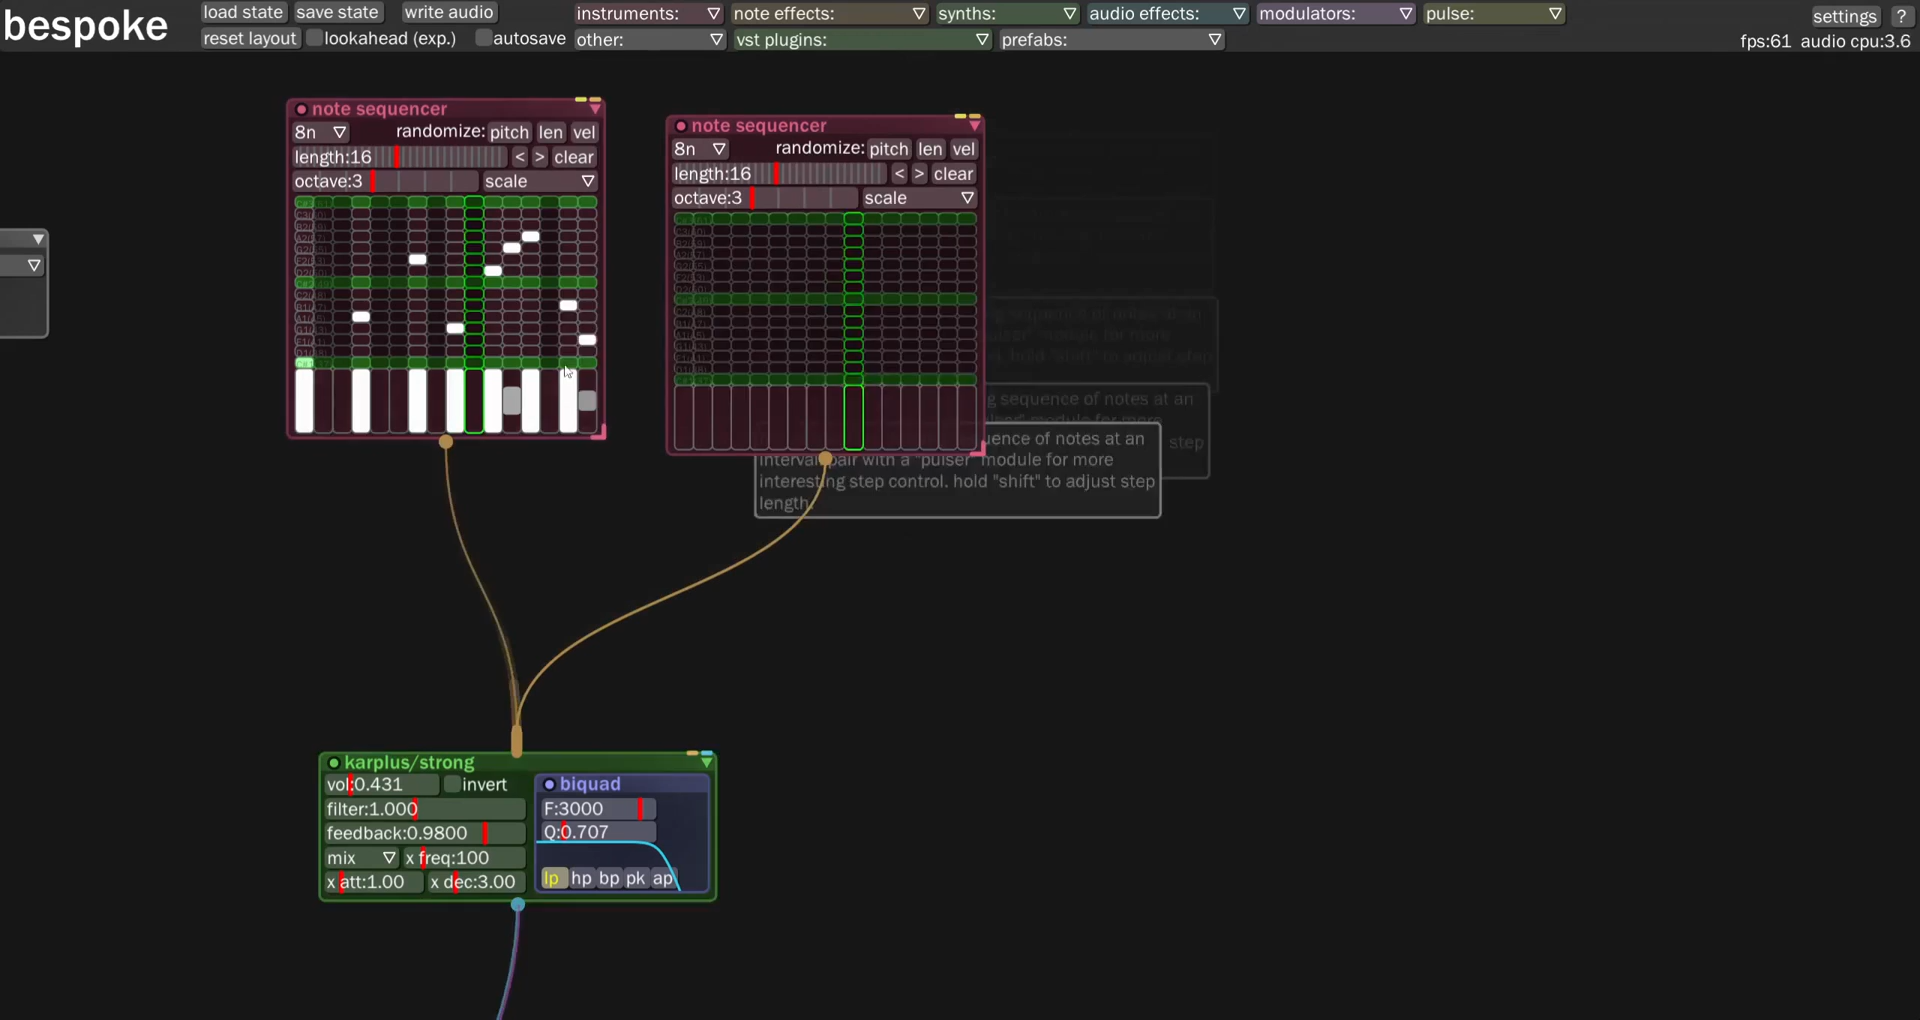 bespoke
load state save state write audio
reset layout lookahead (exp.) autosave
instruments: note effects: synths: audio effects: modulators: pulse:
other: vst plugins: prefabs:
settings ?
fps:61 audio cpu:3.6
note sequencer
8n randomize: pitch len vel
length:16 < > clear
octave:3 scale
note sequencer
8n randomize: pitch len vel
length:16 < > clear
octave:3 scale
g sequence of notes at an
step
uence of notes at an
interval. pair with a "pulser" module for more
interesting step control. hold "shift" to adjust step
length.
karplus/strong
vol:0.431 invert
filter:1.000
feedback:0.9800
mix x freq:100
x att:1.00 x dec:3.00
biquad
F:3000
Q:0.707
lp hp bp pk ap